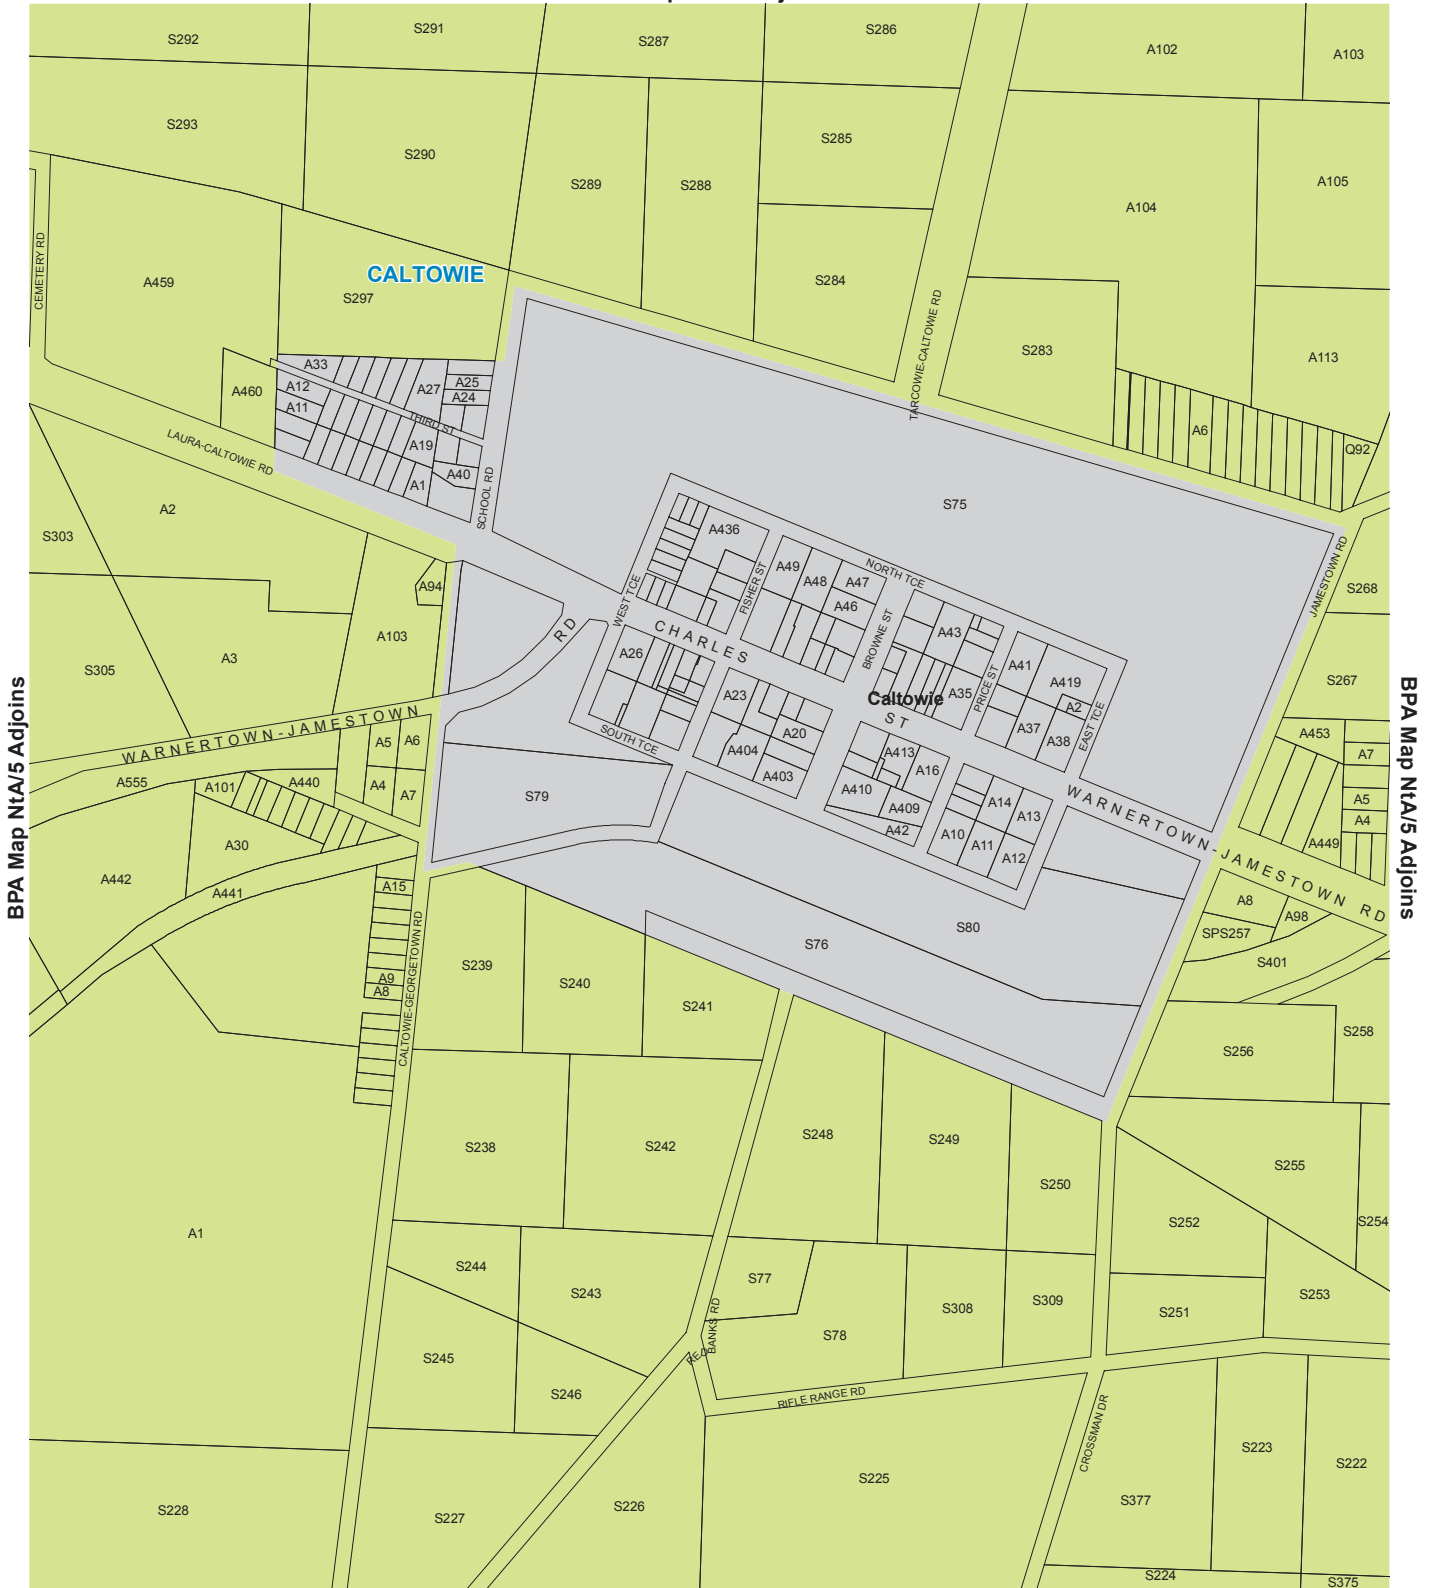 S292
S291
S287
S286
A102
A103
S293
S290
S289
S288
S285
A104
A105
CEMETERY RD
A459
CALTOWIE
S297
S284
TARCOWIE-CALTOWIE RD
S283
A113
A33
A27
A25
A24
A460
A12
A11
THIRD ST
A19
A40
A1
SCHOOL RD
LAURA-CALTOWIE RD
A6
Q92
A2
S303
S75
A436
A49
A48
A47
A46
NORTH TCE
JAMESTOWN RD
S268
A94
WEST TCE
FISHER ST
BROWNE ST
A43
A103
RD
CHARLES
A26
A41
A419
A3
S305
S267
A23
Caltowie
A35
PRICE ST
A2
EAST TCE
ST
WARNERTOWN-JAMESTOWN
A5
A6
SOUTH TCE
A404
A20
A37
A38
A453
A7
A403
A413
A16
A555
A101
A440
A4
A7
S79
A410
A409
A42
A14
A13
WARNERTOWN-JAMESTOWN RD
A5
A4
A30
A10
A11
A12
A449
A442
A441
A15
BPA Map NtA/5 Adjoins
BPA Map NtA/5 Adjoins
A8
A98
SPS257
S80
S76
S401
CALTOWIE-GEORGETOWN RD
A9
A8
S239
S240
S241
S258
S256
S238
S242
S248
S249
S250
S255
S252
S254
A1
S244
S243
S77
S308
S309
S251
S253
BANKS RD
S78
S245
S246
RIFLE RANGE RD
CROSSMAN DR
S223
S222
S225
S377
S228
S227
S226
S224
S375